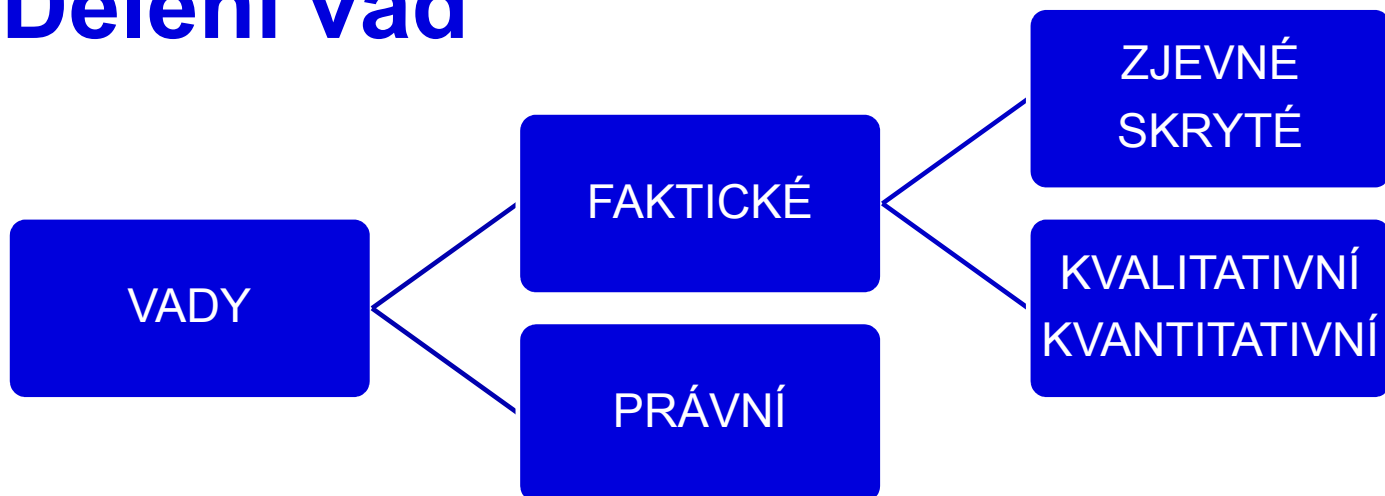 Dělení vad
ZJEVNÉ
SKRYTÉ
FAKTICKÉ
KVALITATIVNÍ
KVANTITATIVNÍ
VADY
PRÁVNÍ